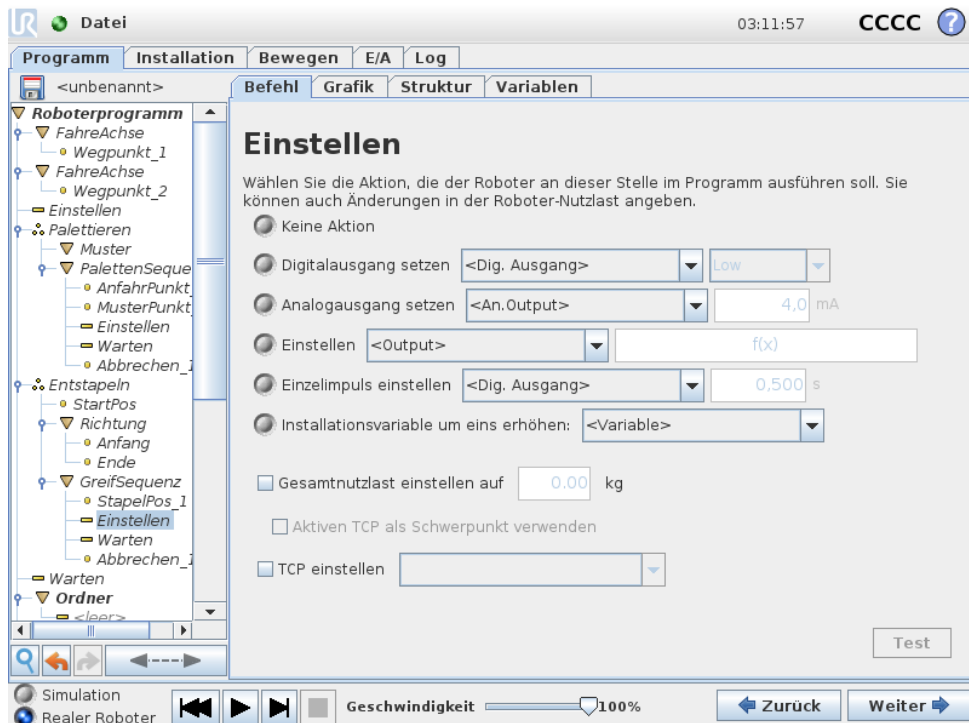 UR Datei 03:11:57 CCCC ?
Programm Installation Bewegen E/A Log
<unbenannt>
Befehl Grafik Struktur Variablen
Roboterprogramm
FahreAchse
Wegpunkt_1
FahreAchse
Wegpunkt_2
Einstellen
Palettieren
Muster
PalettenSeque
AnfahrPunkt_
MusterPunkt_
Einstellen
Warten
Abbrechen_1
Entstapeln
StartPos
Richtung
Anfang
Ende
GreifSequenz
StapelPos_1
Einstellen
Warten
Abbrechen_1
Warten
Ordner
<leer>
Einstellen
Wählen Sie die Aktion, die der Roboter an dieser Stelle im Programm ausführen soll. Sie
können auch Änderungen in der Roboter-Nutzlast angeben.
Keine Aktion
Digitalausgang setzen <Dig. Ausgang> Low
Analogausgang setzen <An.Output> 4,0 mA
Einstellen <Output> f(x)
Einzelimpuls einstellen <Dig. Ausgang> 0,500 s
Installationsvariable um eins erhöhen: <Variable>
Gesamtnutzlast einstellen auf 0.00 kg
Aktiven TCP als Schwerpunkt verwenden
TCP einstellen
Test
Simulation
Realer Roboter
Geschwindigkeit 100%
Zurück Weiter